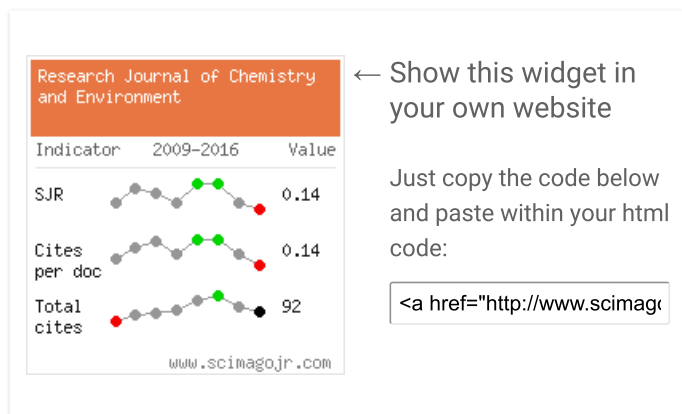 Research Journal of Chemistry
and Environment
Indicator 2009-2016 Value
SJR 0.14
Cites
per doc 0.14
Total
cites 92
www.scimagojr.com
← Show this widget in
your own website
Just copy the code below
and paste within your html
code:
<a href="http://www.scimago